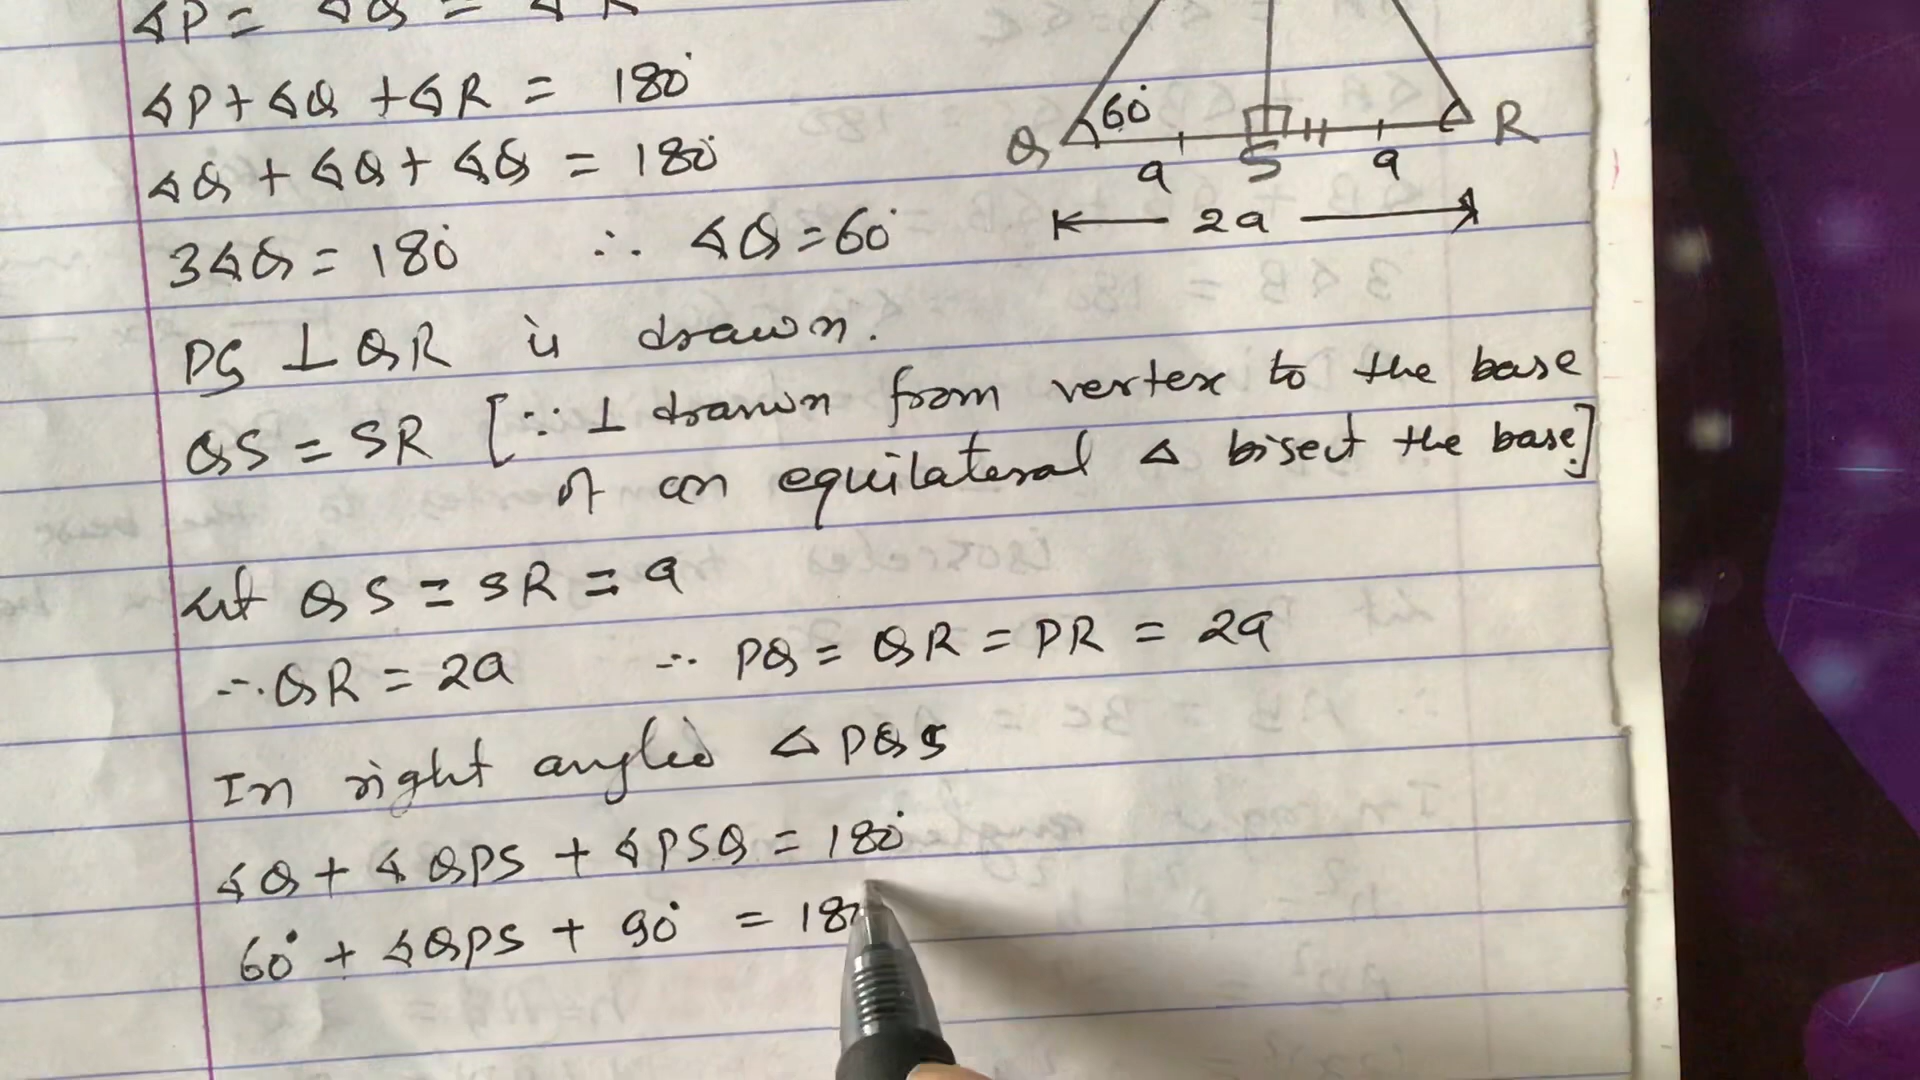 ∢P = ∢Q = ∢R
∢P + ∢Q + ∢R = 180°
∢Q + ∢Q + ∢Q = 180°
3∢Q = 180° ∴ ∢Q = 60°
60°
Q S R
a a
2a
PS ⊥ QR is drawn.
QS = SR [∵ ⊥ drawn from vertex to the base
of an equilateral △ bisect the base.]
Let QS = SR = a
∴ QR = 2a ∴ PQ = QR = PR = 2a
In right angled △ PQS
∢Q + ∢QPS + ∢PSQ = 180°
60° + ∢QPS + 90° = 180